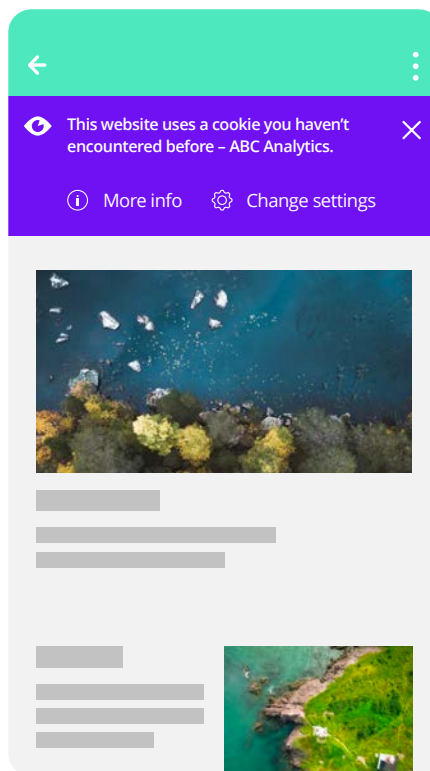 This website uses a cookie you haven’t
encountered before – ABC Analytics.
More info Change settings